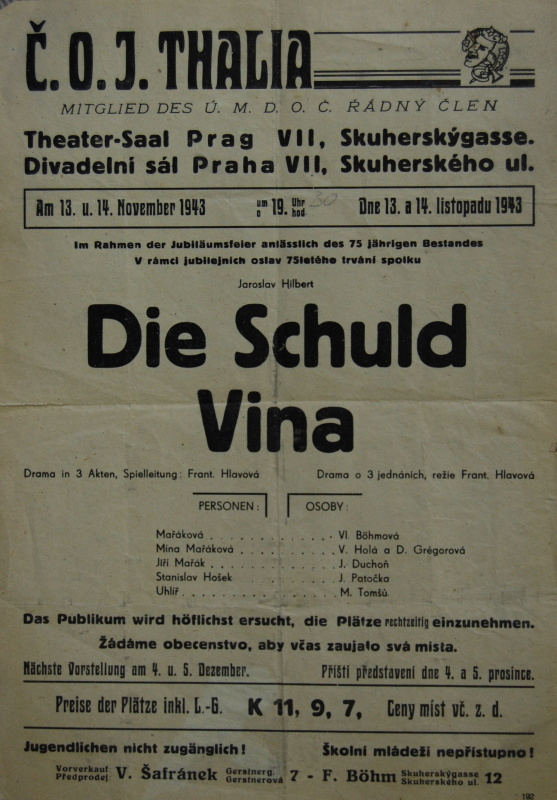 Č. O. J. THALIA
MITGLIED DES Ú. M. D. O. Č. ŘÁDNÝ ČLEN
Theater-Saal Prag VII, Skuherskýgasse.
Divadelní sál Praha VII, Skuherského ul.
Am 13. u. 14. November 1943 um o 19. Uhr hod 30 Dne 13. a 14. listopadu 1943
Im Rahmen der Jubiläumsfeier anlässlich des 75 jährigen Bestandes
V rámci jubilejních oslav 75letého trvání spolku
Jaroslav Hilbert
Die Schuld
Vina
Drama in 3 Akten, Spielleitung: Frant. Hlavová Drama o 3 jednáních, režie Frant. Hlavová
PERSONEN: OSOBY:
Mařáková . . . . . . . . . . . . Vl. Böhmová
Mina Mařáková . . . . . . . . . V. Holá a D. Grégorová
Jiří Mařák . . . . . . . . . . . . J. Duchoň
Stanislav Hošek . . . . . . . . . J. Patočka
Uhlíř . . . . . . . . . . . . . . M. Tomšů
Das Publikum wird höflichst ersucht, die Plätze rechtzeitig einzunehmen.
Žádáme obecenstvo, aby včas zaujalo svá místa.
Nächste Vorstellung am 4. u. 5. Dezember. Příští představení dne 4. a 5. prosince.
Preise der Plätze inkl. L.-G. K 11, 9, 7, Ceny míst vč. z. d.
Jugendlichen nicht zugänglich! Školní mládeži nepřístupno!
Vorverkauf Předprodej V. Šafránek Gerstnerg. Gerstnerová 7 - F. Böhm Skuherskýgasse Skuherského ul. 12
192